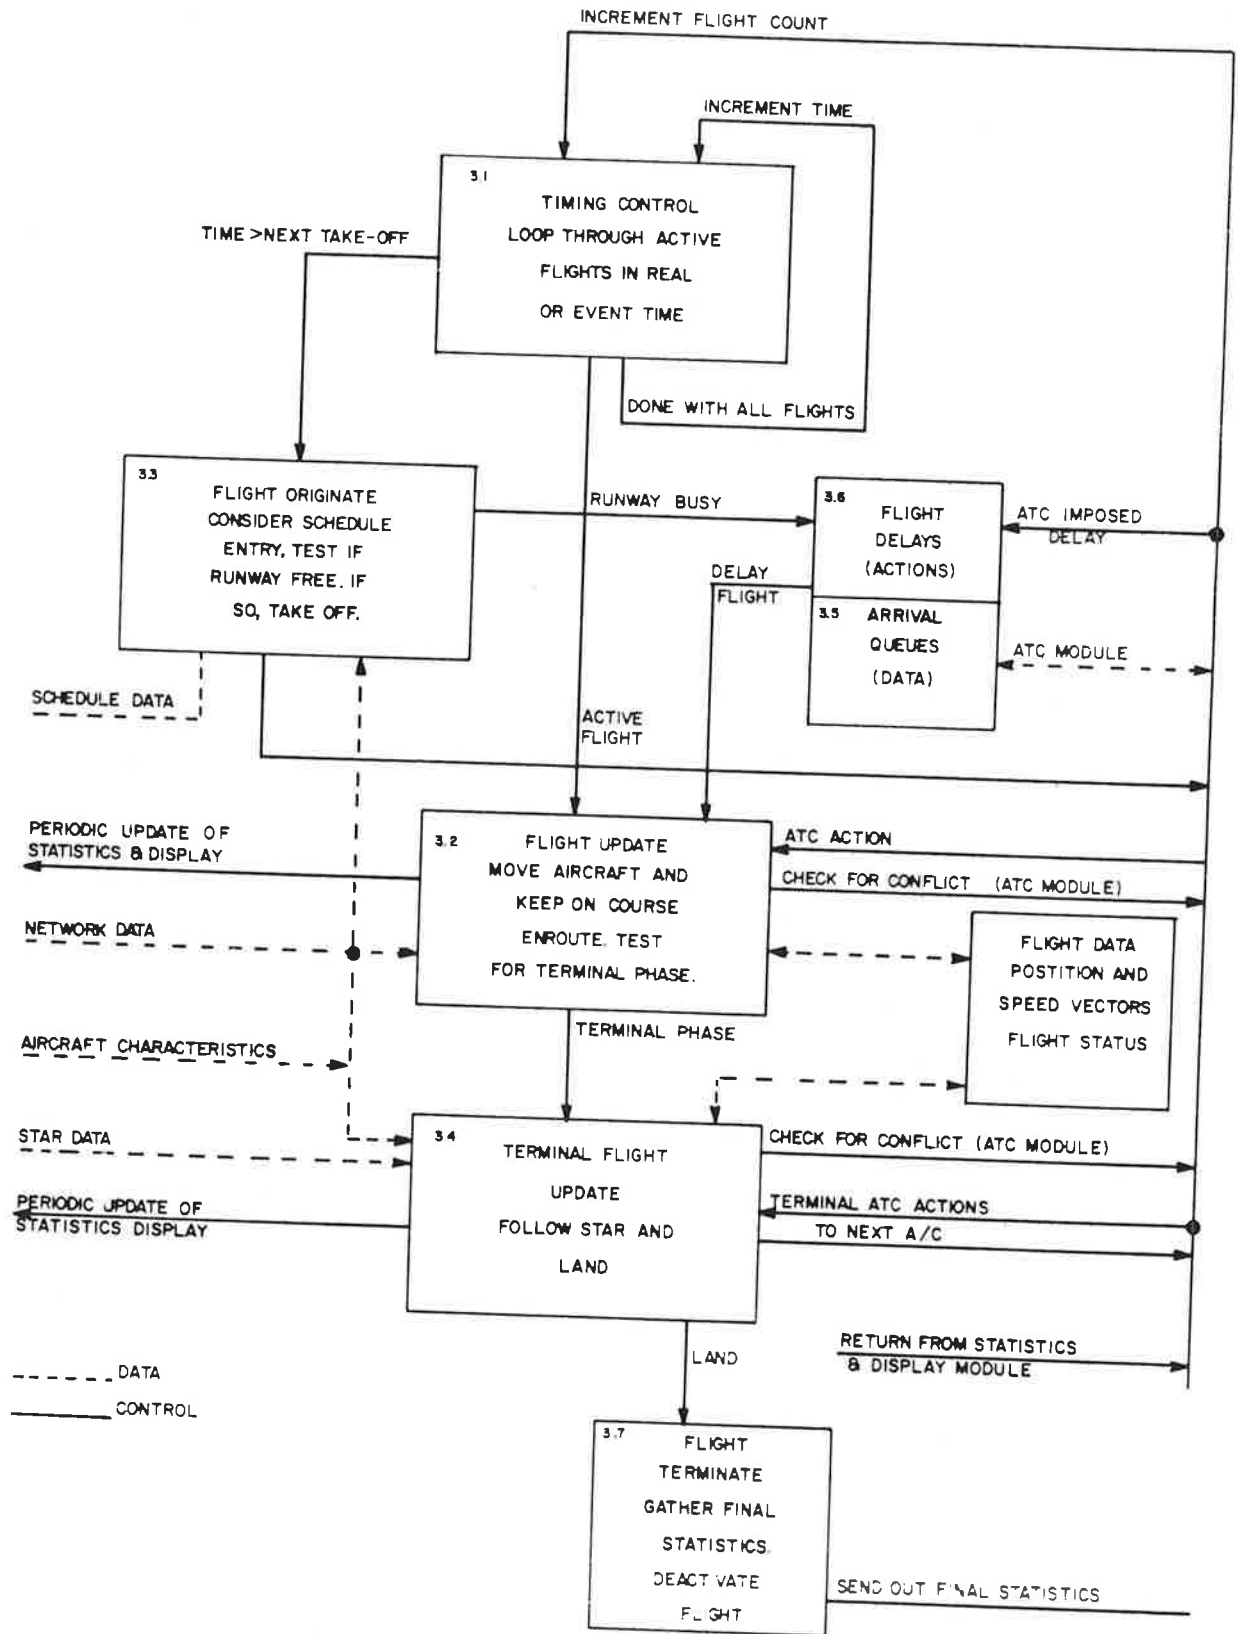 INCREMENT FLIGHT COUNT
INCREMENT TIME
3.1
TIMING CONTROL
LOOP THROUGH ACTIVE
FLIGHTS IN REAL
OR EVENT TIME
TIME>NEXT TAKE-OFF
DONE WITH ALL FLIGHTS
3.3
FLIGHT ORIGINATE
CONSIDER SCHEDULE
ENTRY, TEST IF
RUNWAY FREE. IF
SO, TAKE OFF.
RUNWAY BUSY
3.6
FLIGHT
DELAYS
(ACTIONS)
ATC IMPOSED
DELAY
DELAY
FLIGHT
3.5 ARRIVAL
QUEUES
(DATA)
ATC MODULE
SCHEDULE DATA
ACTIVE
FLIGHT
PERIODIC UPDATE OF
STATISTICS & DISPLAY
3.2
FLIGHT UPDATE
MOVE AIRCRAFT AND
KEEP ON COURSE
ENROUTE. TEST
FOR TERMINAL PHASE.
ATC ACTION
CHECK FOR CONFLICT (ATC MODULE)
NETWORK DATA
FLIGHT DATA
POSTITION AND
SPEED VECTORS
FLIGHT STATUS
TERMINAL PHASE
AIRCRAFT CHARACTERISTICS
STAR DATA
3.4
TERMINAL FLIGHT
UPDATE
FOLLOW STAR AND
LAND
CHECK FOR CONFLICT (ATC MODULE)
PERIODIC UPDATE OF
STATISTICS DISPLAY
TERMINAL ATC ACTIONS
TO NEXT A/C
RETURN FROM STATISTICS
& DISPLAY MODULE
LAND
DATA
CONTROL
3.7
FLIGHT
TERMINATE
GATHER FINAL
STATISTICS.
DEACTIVATE
FLIGHT
SEND OUT FINAL STATISTICS